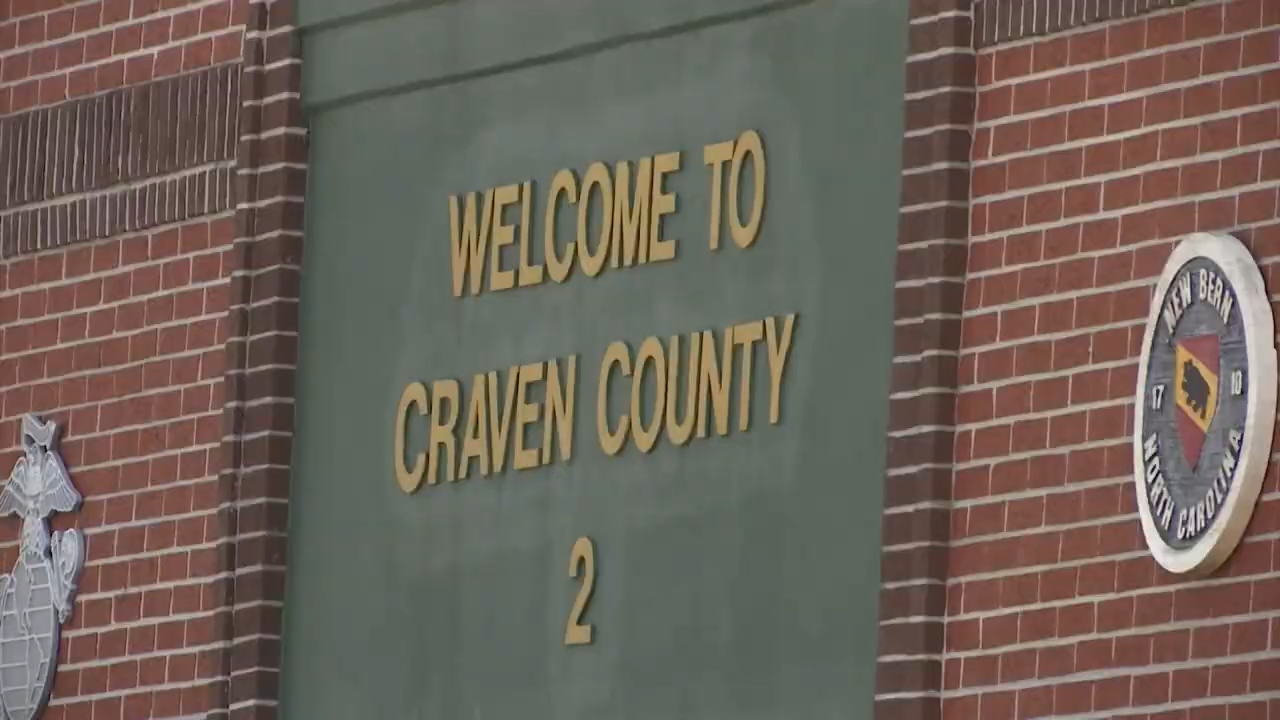 WELCOME TO
CRAVEN COUNTY
2
NEW BERN
17 10
NORTH CAROLINA